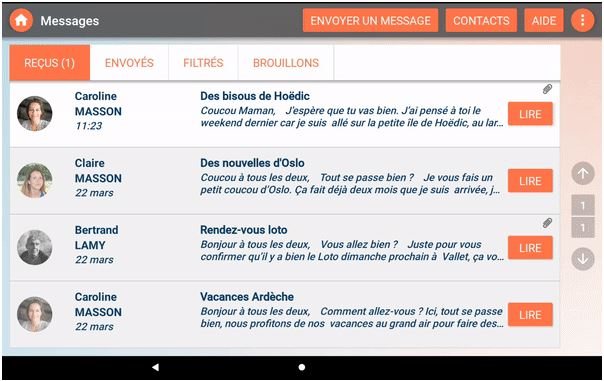 Messages
ENVOYER UN MESSAGE
CONTACTS
AIDE
REÇUS (1)
ENVOYÉS
FILTRÉS
BROUILLONS
Caroline
MASSON
11:23
Des bisous de Hoëdic
Coucou Maman, J'espère que tu vas bien. J'ai pensé à toi le
weekend dernier car je suis allé sur la petite île de Hoëdic, au lar...
LIRE
Claire
MASSON
22 mars
Des nouvelles d'Oslo
Coucou à tous les deux, Tout se passe bien ? Je vous fais un
petit coucou d'Oslo. Ça fait déjà deux mois que je suis arrivée, j...
LIRE
Bertrand
LAMY
22 mars
Rendez-vous loto
Bonjour à tous les deux, Vous allez bien ? Juste pour vous
confirmer qu'il y a bien le Loto dimanche prochain à Vallet, ça vo...
LIRE
Caroline
MASSON
22 mars
Vacances Ardèche
Bonjour à tous les deux, Comment allez-vous ? Ici, tout se passe
bien, nous profitons de nos vacances au grand air pour faire des...
LIRE
1
1